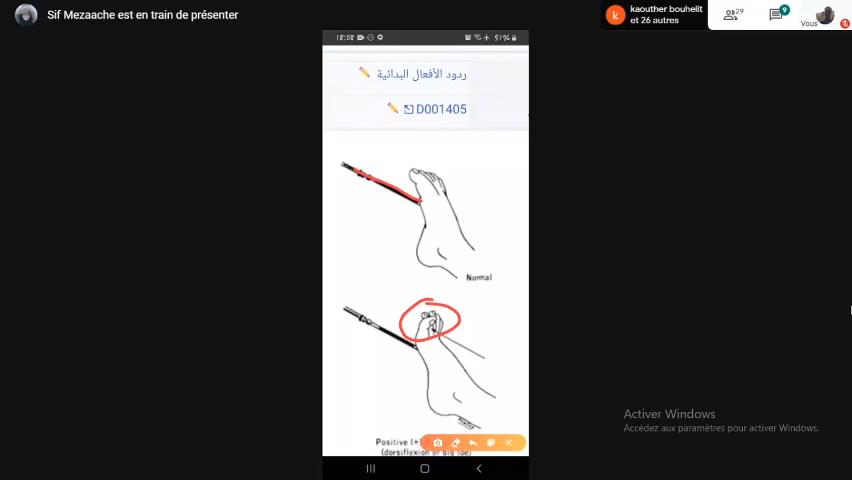 Sif Mezaache est en train de présenter
kaouther bouhelit
et 26 autres
29
9
Vous
51%
ردود الأفعال البدائية
D001405
Normal
Positive (+)
(dorsiflexion of big toe)
Activer Windows
Accédez aux paramètres pour activer Windows.